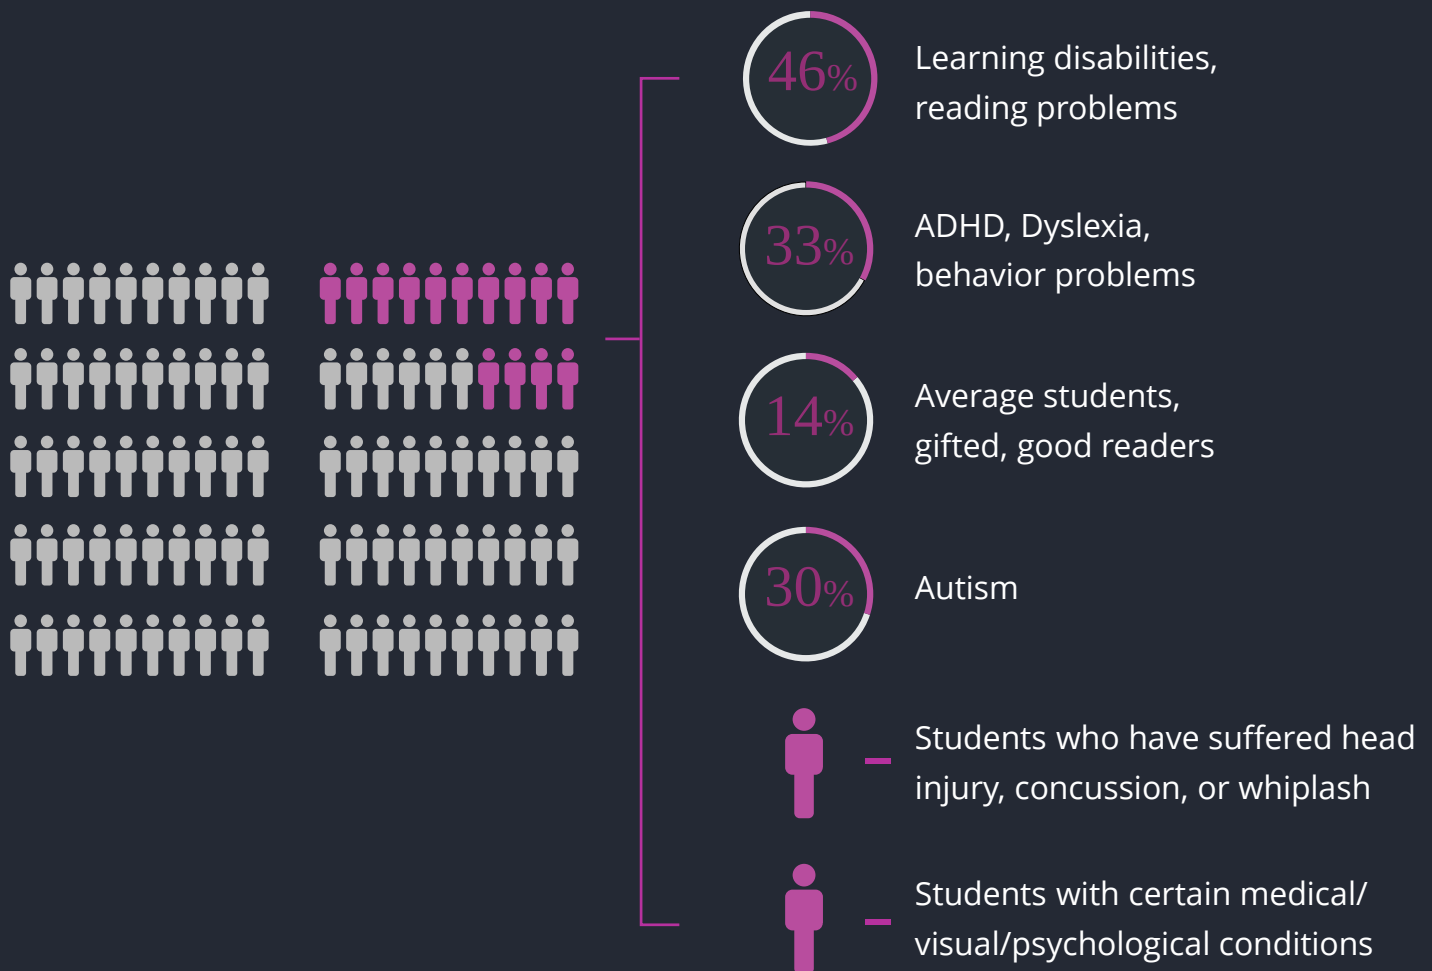 46%
Learning disabilities,
reading problems
33%
ADHD, Dyslexia,
behavior problems
14%
Average students,
gifted, good readers
30%
Autism
Students who have suffered head
injury, concussion, or whiplash
Students with certain medical/
visual/psychological conditions